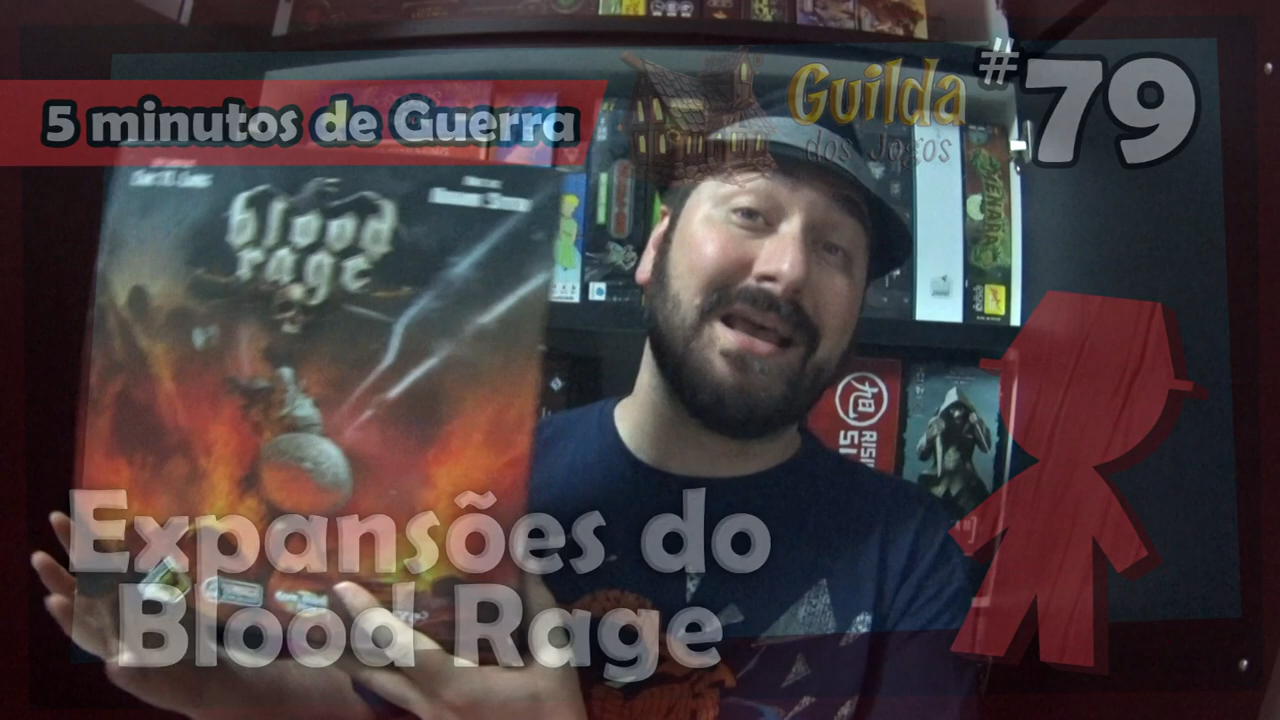 5 minutos de Guerra
Guilda
dos Jogos
#79
blood
rage
Expansões do
Blood Rage